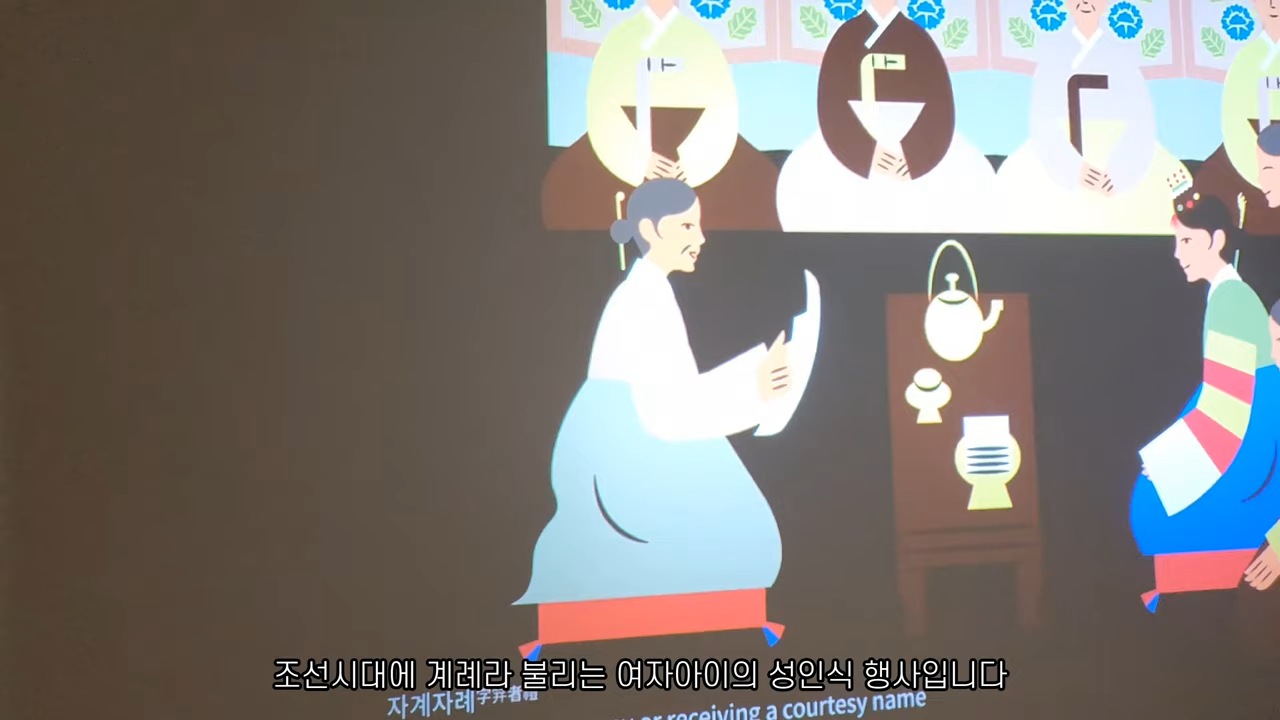 조선시대에 계례라 불리는 여자아이의 성인식 행사입니다
자계자례
or receiving a courtesy name